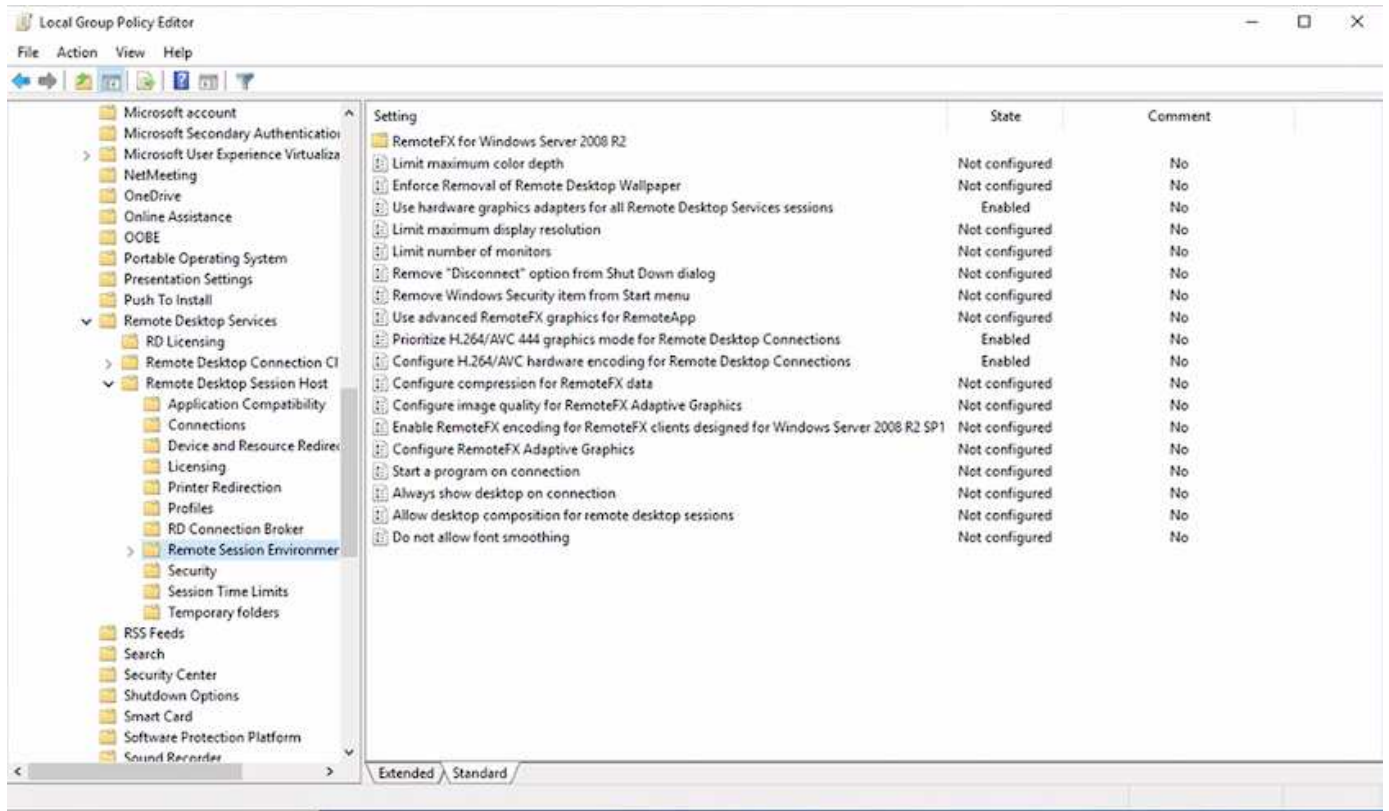 Local Group Policy Editor
File Action View Help
Microsoft account
Microsoft Secondary Authentication
Microsoft User Experience Virtualiza
NetMeeting
OneDrive
Online Assistance
OOBE
Portable Operating System
Presentation Settings
Push To Install
Remote Desktop Services
RD Licensing
Remote Desktop Connection Cl
Remote Desktop Session Host
Application Compatibility
Connections
Device and Resource Redirec
Licensing
Printer Redirection
Profiles
RD Connection Broker
Remote Session Environmen
Security
Session Time Limits
Temporary folders
RSS Feeds
Search
Security Center
Shutdown Options
Smart Card
Software Protection Platform
Sound Recorder
Setting State Comment
RemoteFX for Windows Server 2008 R2
Limit maximum color depth Not configured No
Enforce Removal of Remote Desktop Wallpaper Not configured No
Use hardware graphics adapters for all Remote Desktop Services sessions Enabled No
Limit maximum display resolution Not configured No
Limit number of monitors Not configured No
Remove "Disconnect" option from Shut Down dialog Not configured No
Remove Windows Security item from Start menu Not configured No
Use advanced RemoteFX graphics for RemoteApp Not configured No
Prioritize H.264/AVC 444 graphics mode for Remote Desktop Connections Enabled No
Configure H.264/AVC hardware encoding for Remote Desktop Connections Enabled No
Configure compression for RemoteFX data Not configured No
Configure image quality for RemoteFX Adaptive Graphics Not configured No
Enable RemoteFX encoding for RemoteFX clients designed for Windows Server 2008 R2 SP1 Not configured No
Configure RemoteFX Adaptive Graphics Not configured No
Start a program on connection Not configured No
Always show desktop on connection Not configured No
Allow desktop composition for remote desktop sessions Not configured No
Do not allow font smoothing Not configured No
Extended Standard